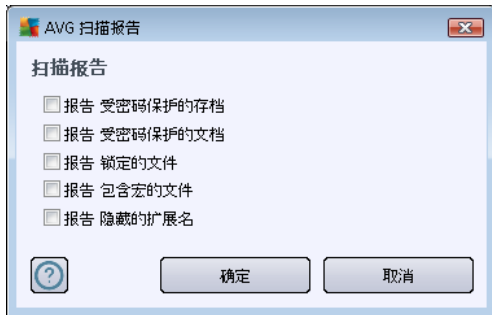 AVG 扫描报告
扫描报告
报告 受密码保护的存档
报告 受密码保护的文档
报告 锁定的文件
报告 包含宏的文件
报告 隐藏的扩展名
? 确定 取消